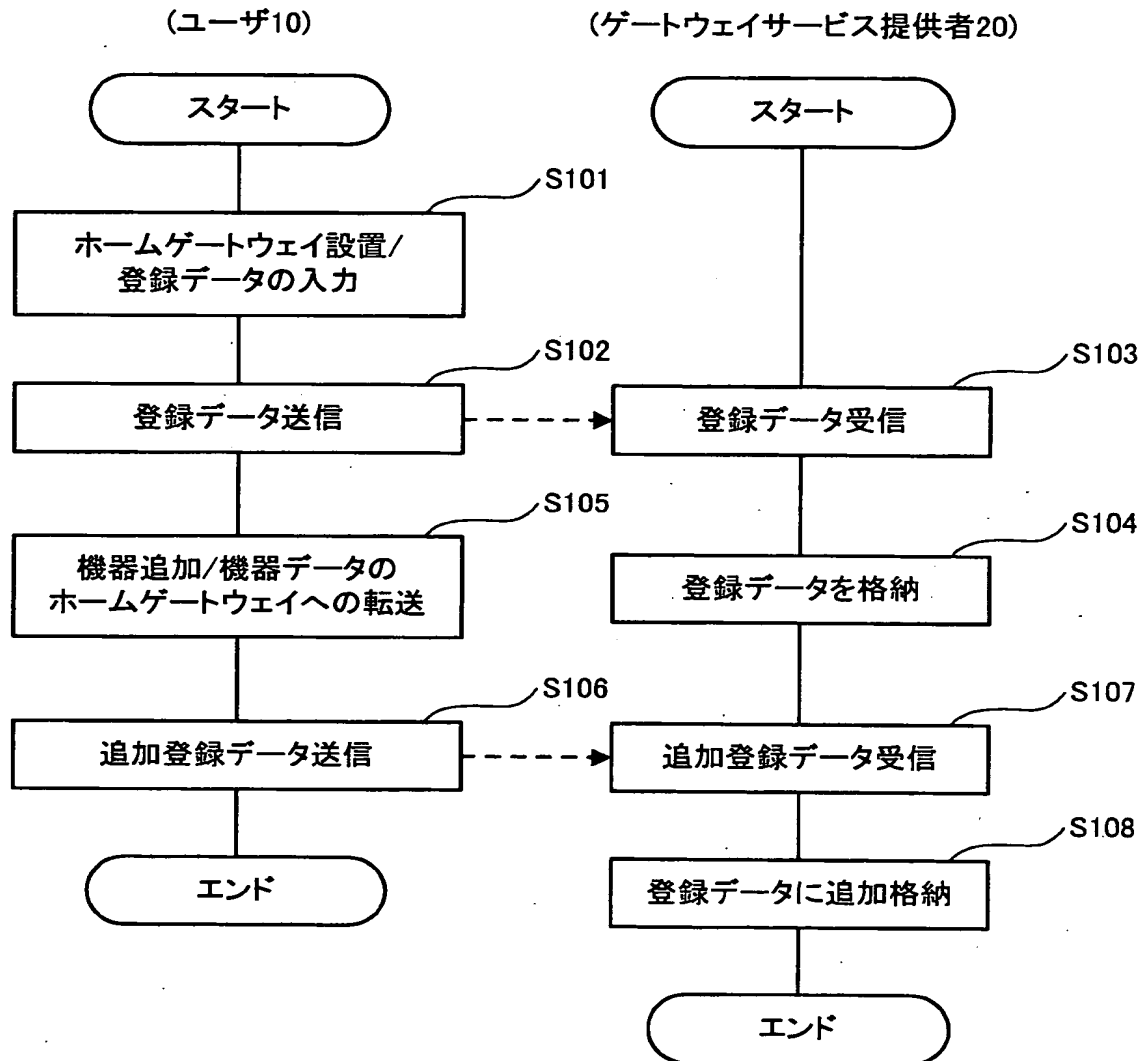 (ユーザ10)
(ゲートウェイサービス提供者20)
スタート
スタート
S101
ホームゲートウェイ設置/
登録データの入力
S102
S103
登録データ送信
登録データ受信
S105
S104
機器追加/機器データの
ホームゲートウェイへの転送
登録データを格納
S106
S107
追加登録データ送信
追加登録データ受信
S108
エンド
登録データに追加格納
エンド